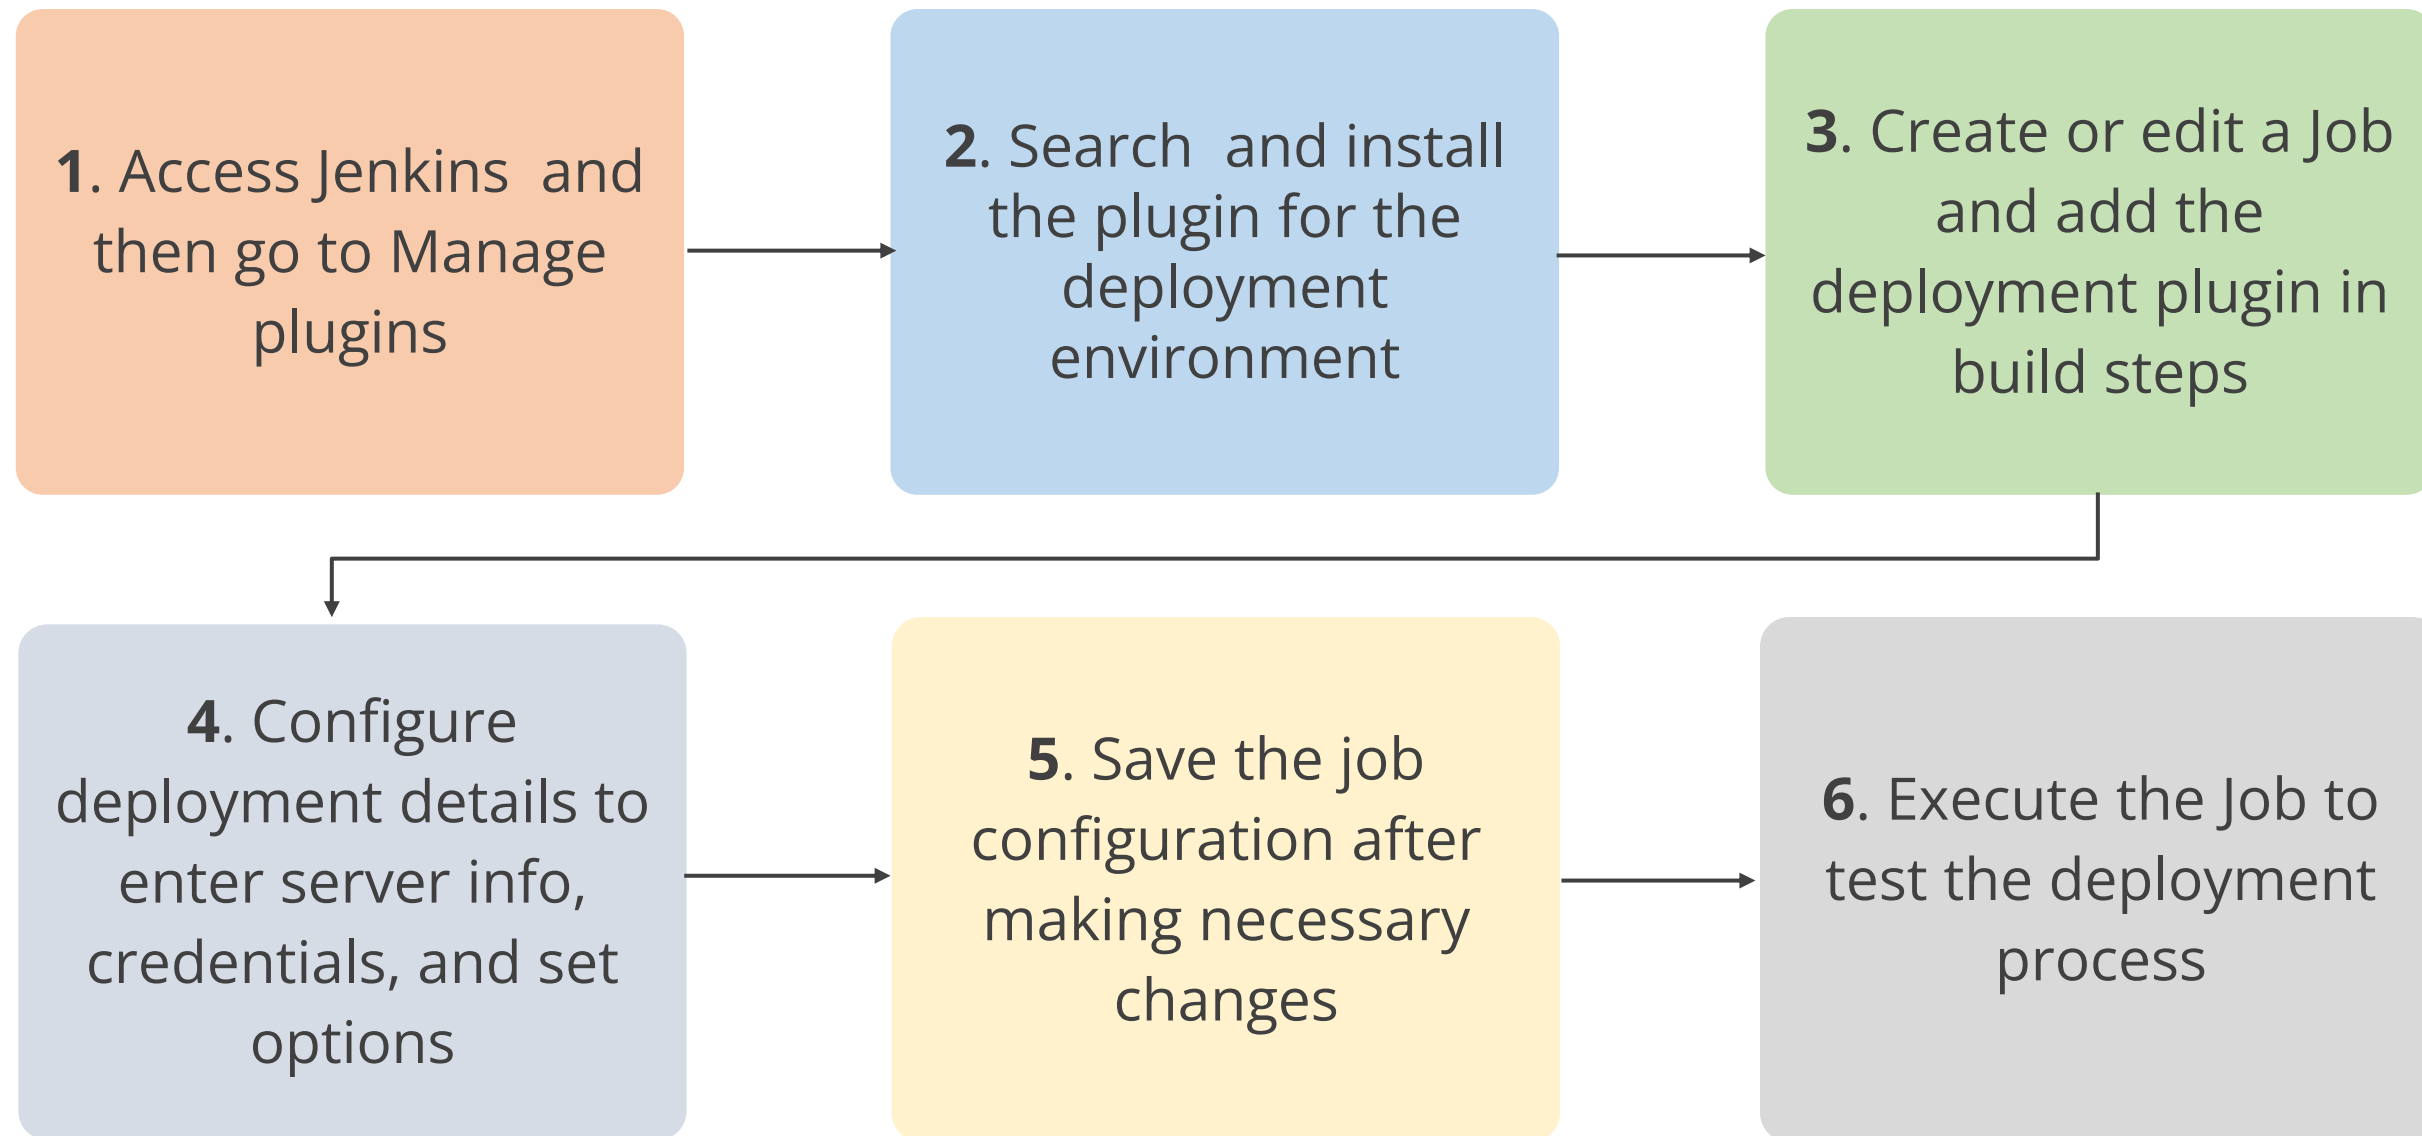 1. Access Jenkins  and
then go to Manage
plugins
2. Search  and install
the plugin for the
deployment
environment
3. Create or edit a Job
and add the
deployment plugin in
build steps
4. Configure
deployment details to
enter server info,
credentials, and set
options
5. Save the job
configuration after
making necessary
changes
6. Execute the Job to
test the deployment
process